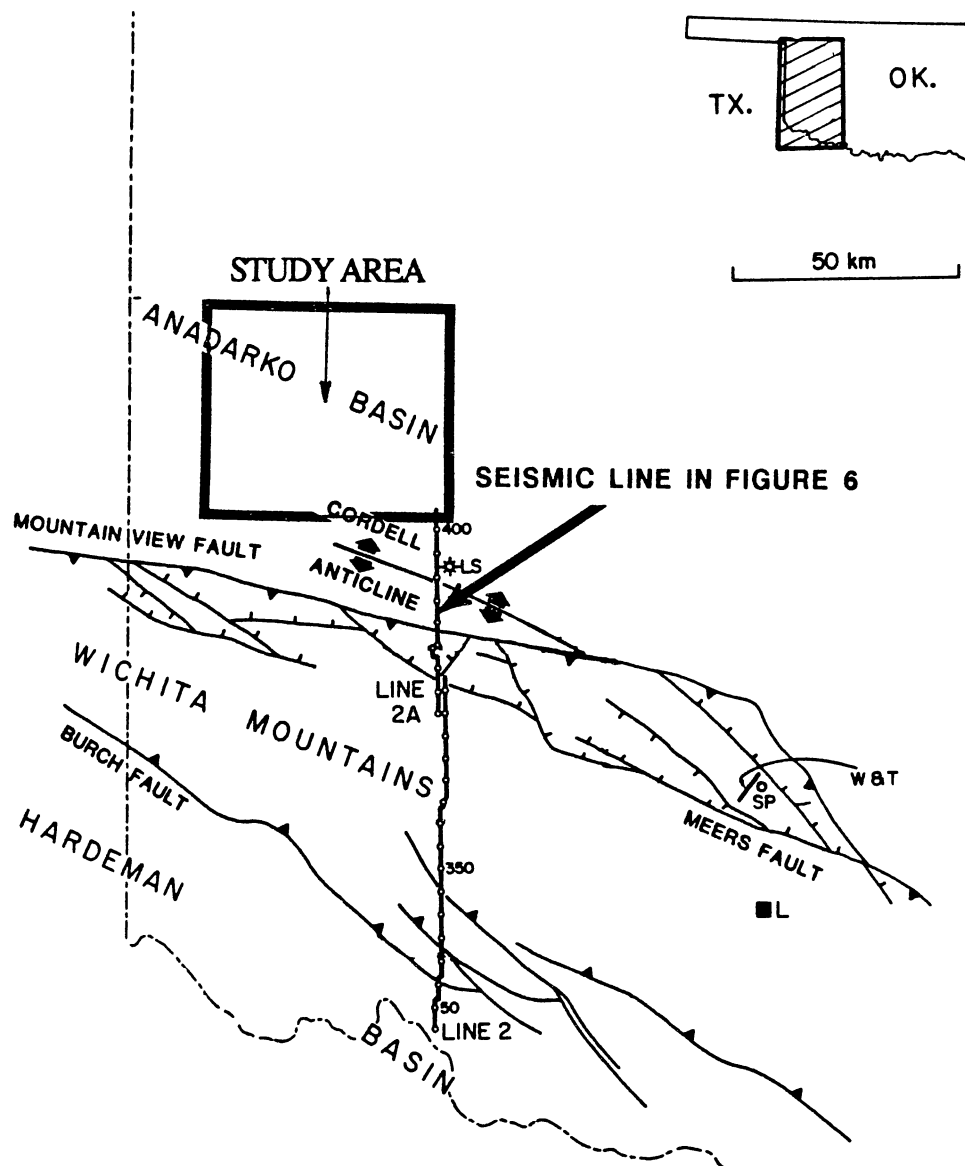 TX.
OK.
50 km
STUDY AREA
ANADARKO BASIN
SEISMIC LINE IN FIGURE 6
CORDELL
ANTICLINE
400
LS
MOUNTAIN VIEW FAULT
WICHITA MOUNTAINS
LINE
2A
BURCH FAULT
W & T
SP
MEERS FAULT
HARDEMAN
BASIN
350
L
50
LINE 2